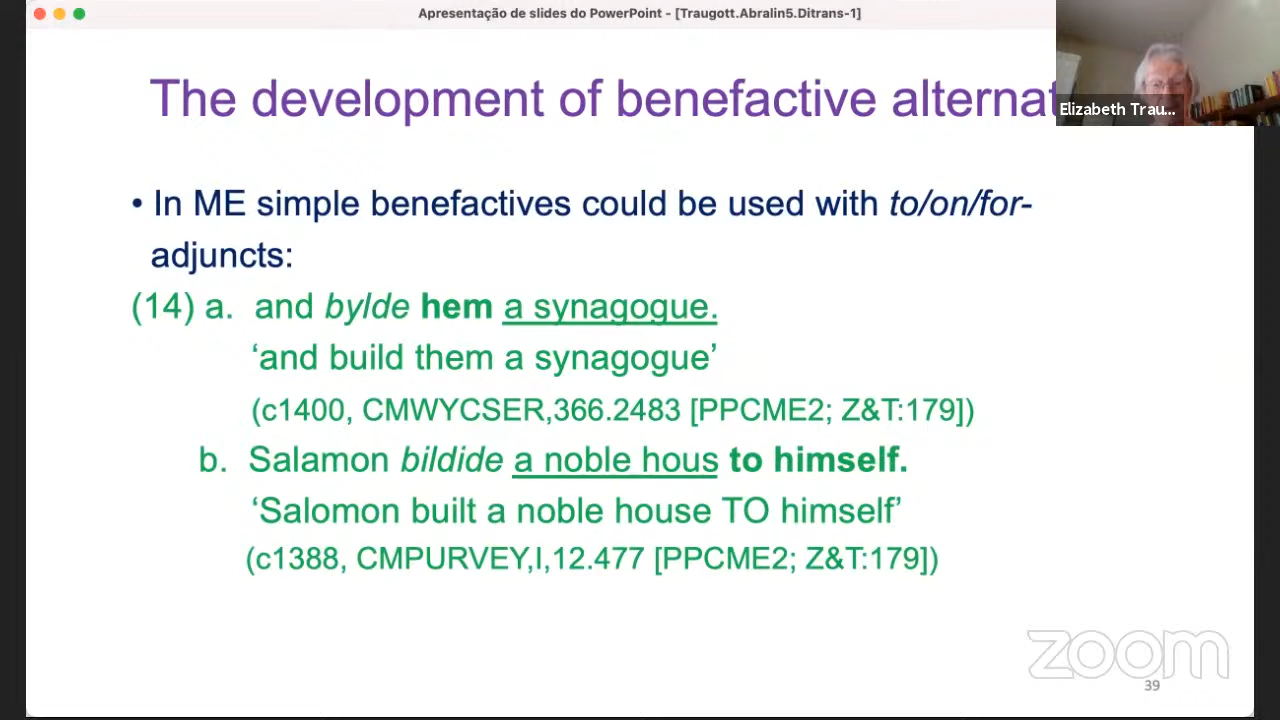 Apresentação de slides do PowerPoint - [Traugott.Abralin5.Ditrans-1]
The development of benefactive alternat
Elizabeth Trau...
• In ME simple benefactives could be used with to/on/for-
adjuncts:
(14) a. and bylde hem a synagogue.
‘and build them a synagogue’
(c1400, CMWYCSER,366.2483 [PPCME2; Z&T:179])
b. Salamon bildide a noble hous to himself.
‘Salomon built a noble house TO himself’
(c1388, CMPURVEY,I,12.477 [PPCME2; Z&T:179])
zoom
39